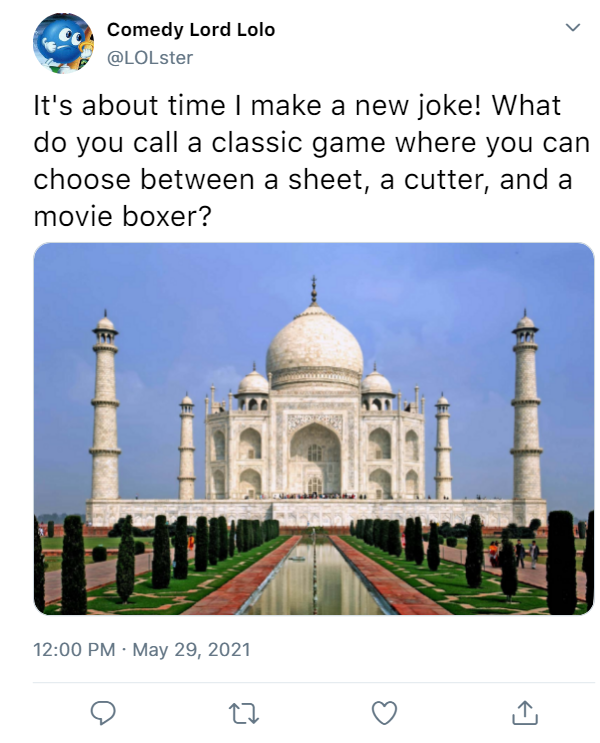 Comedy Lord Lolo
@LOLster
It's about time I make a new joke! What
do you call a classic game where you can
choose between a sheet, a cutter, and a
movie boxer?
12:00 PM · May 29, 2021